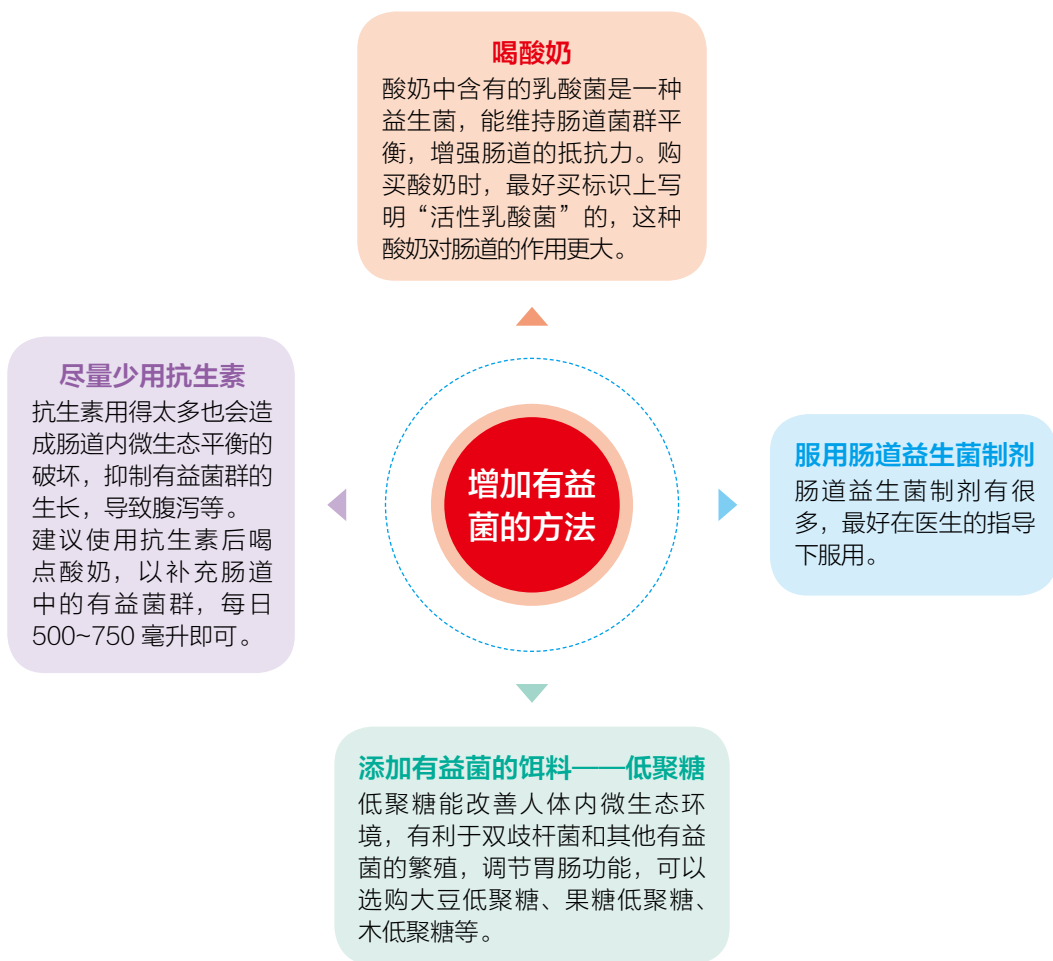 喝酸奶
酸奶中含有的乳酸菌是一种
益生菌，能维持肠道菌群平
衡，增强肠道的抵抗力。购
买酸奶时，最好买标识上写
明“活性乳酸菌”的，这种
酸奶对肠道的作用更大。
尽量少用抗生素
抗生素用得太多也会造
成肠道内微生态平衡的
破坏，抑制有益菌群的
生长，导致腹泻等。
建议使用抗生素后喝
点酸奶，以补充肠道
中的有益菌群，每日
500~750 毫升即可。
增加有益
菌的方法
服用肠道益生菌制剂
肠道益生菌制剂有很
多，最好在医生的指导
下服用。
添加有益菌的饵料——低聚糖
低聚糖能改善人体内微生态环
境，有利于双歧杆菌和其他有益
菌的繁殖，调节胃肠功能，可以
选购大豆低聚糖、果糖低聚糖、
木低聚糖等。